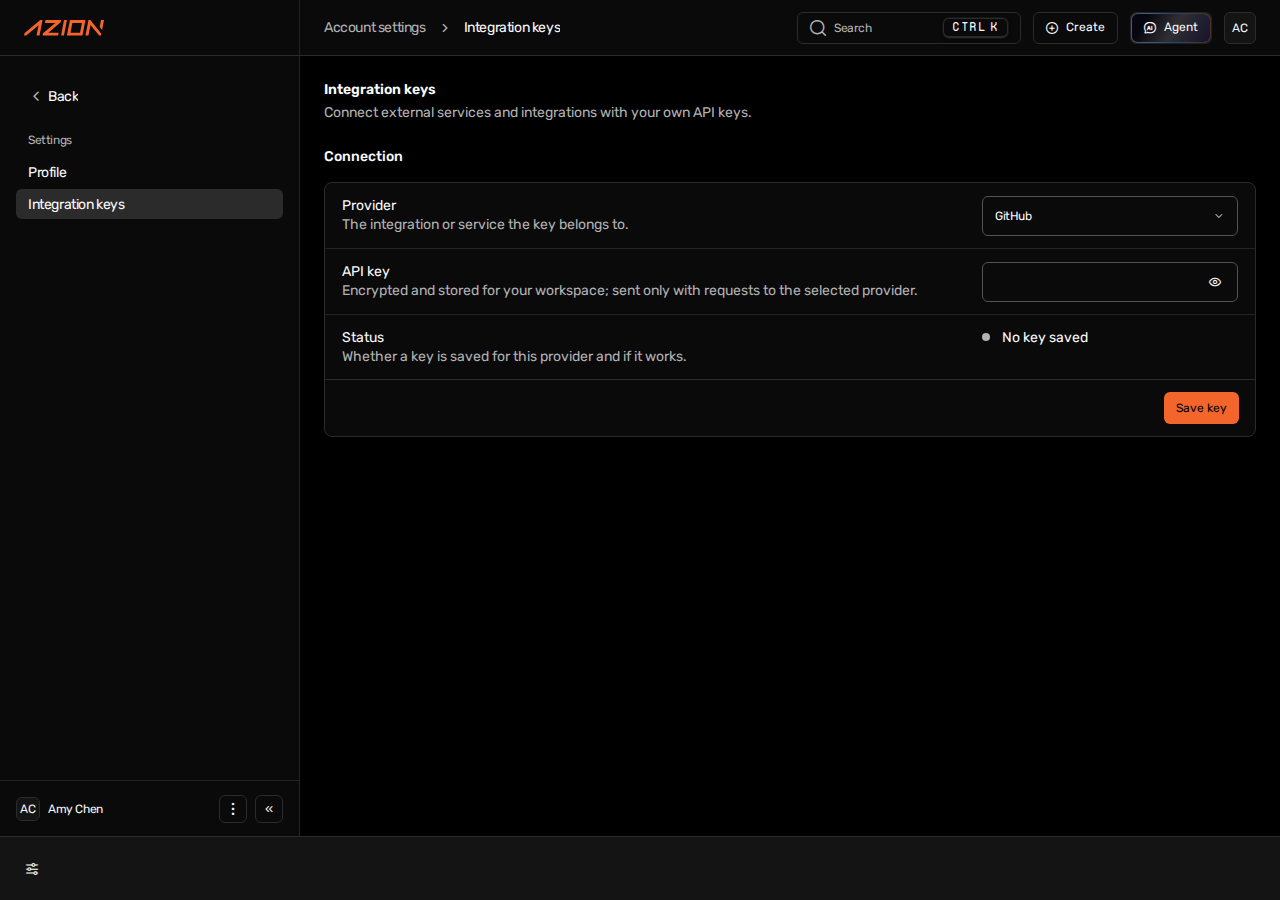 AZION
Account settings
Integration keys
Search
CTRL K
Create
Agent
AC
Back
Settings
Profile
Integration keys
Integration keys
Connect external services and integrations with your own API keys.
Connection
Provider
The integration or service the key belongs to.
GitHub
API key
Encrypted and stored for your workspace; sent only with requests to the selected provider.
Status
Whether a key is saved for this provider and if it works.
No key saved
Save key
AC
Amy Chen